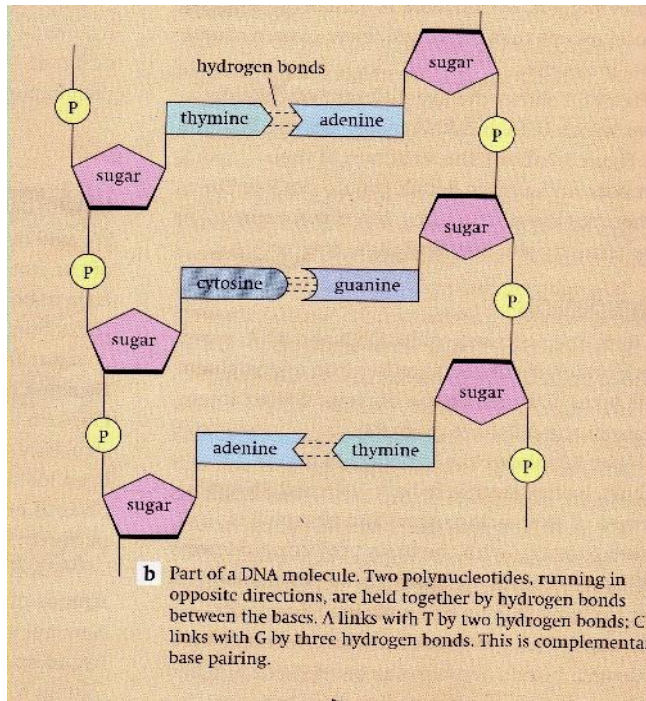 sugar
hydrogen bonds
P
thymine
adenine
P
sugar
sugar
P
cytosine
guanine
P
sugar
sugar
P
adenine
thymine
P
sugar
b Part of a DNA molecule. Two polynucleotides, running in
opposite directions, are held together by hydrogen bonds
between the bases. A links with T by two hydrogen bonds; C
links with G by three hydrogen bonds. This is complementa
base pairing.